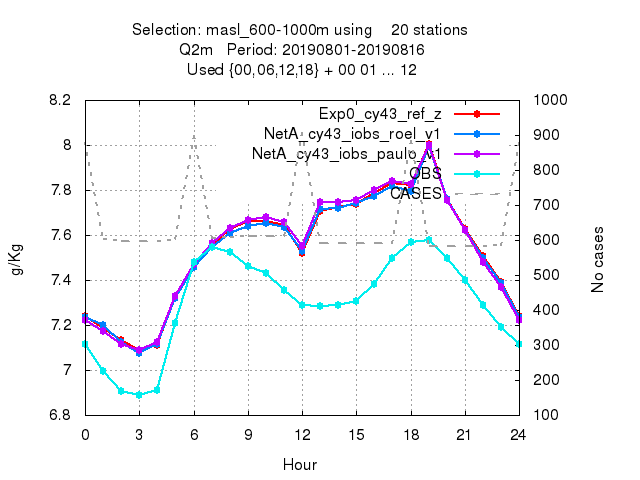 Selection: masl_600-1000m using    20 stations
Q2m   Period: 20190801-20190816
Used {00,06,12,18} + 00 01 ... 12
Exp0_cy43_ref_z
NetA_cy43_iobs_roel_v1
NetA_cy43_iobs_paulo_v1
OBS
CASES
8.2
8
7.8
7.6
7.4
7.2
7
6.8
g/Kg
1000
900
800
700
600
500
400
300
200
100
No cases
0 3 6 9 12 15 18 21 24
Hour